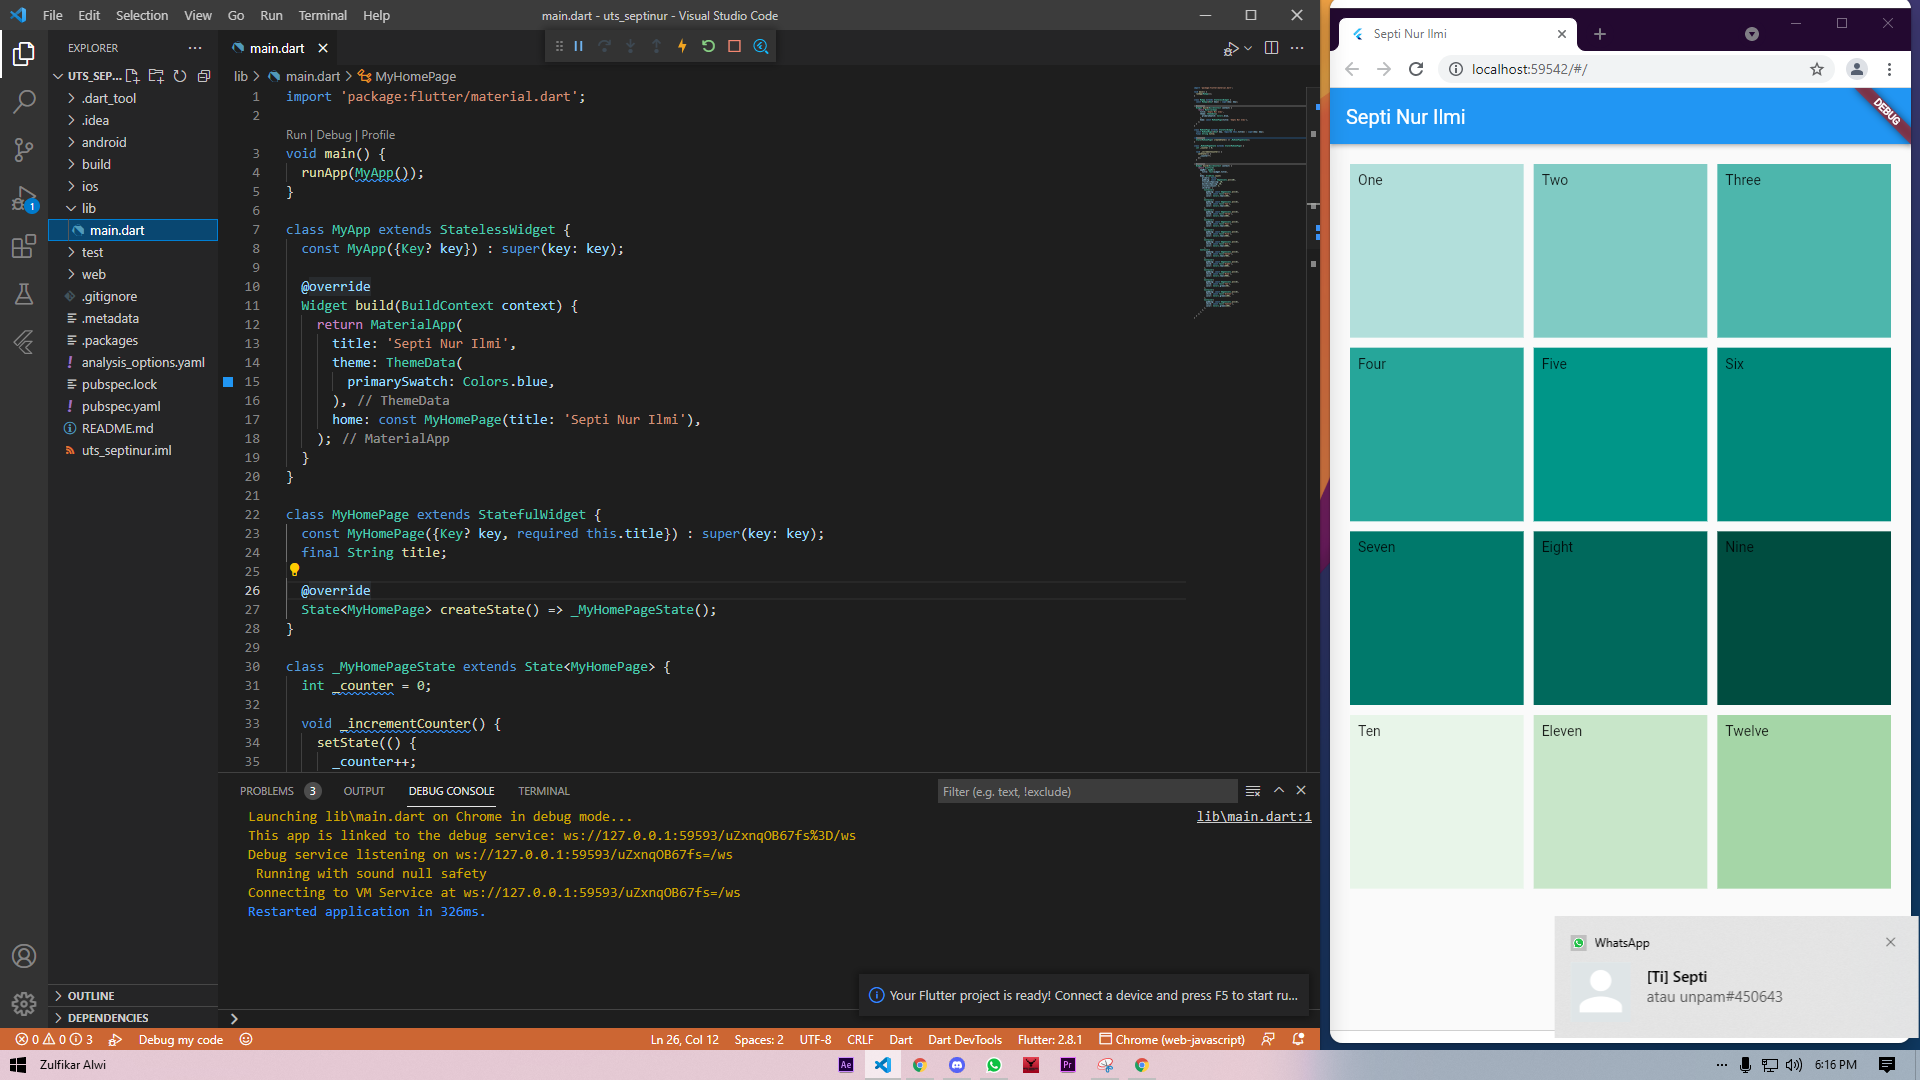 File Edit Selection View Go Run Terminal Help
main.dart - uts_septinur - Visual Studio Code
EXPLORER
UTS_SEP...
.dart_tool
.idea
android
build
ios
lib
main.dart
test
web
.gitignore
.metadata
.packages
analysis_options.yaml
pubspec.lock
pubspec.yaml
README.md
uts_septinur.iml
OUTLINE
DEPENDENCIES
1
main.dart
lib > main.dart > MyHomePage
1 import 'package:flutter/material.dart';
2
Run | Debug | Profile
3 void main() {
4 runApp(MyApp());
5 }
6
7 class MyApp extends StatelessWidget {
8 const MyApp({Key? key}) : super(key: key);
9
10 @override
11 Widget build(BuildContext context) {
12 return MaterialApp(
13 title: 'Septi Nur Ilmi',
14 theme: ThemeData(
15 primarySwatch: Colors.blue,
16 ), // ThemeData
17 home: const MyHomePage(title: 'Septi Nur Ilmi'),
18 ); // MaterialApp
19 }
20 }
21
22 class MyHomePage extends StatefulWidget {
23 const MyHomePage({Key? key, required this.title}) : super(key: key);
24 final String title;
25
26 @override
27 State<MyHomePage> createState() => _MyHomePageState();
28 }
29
30 class _MyHomePageState extends State<MyHomePage> {
31 int _counter = 0;
32
33 void _incrementCounter() {
34 setState(() {
35 _counter++;
PROBLEMS 3 OUTPUT DEBUG CONSOLE TERMINAL
Filter (e.g. text, !exclude)
Launching lib\main.dart on Chrome in debug mode...
lib\main.dart:1
This app is linked to the debug service: ws://127.0.0.1:59593/uZxnqOB67fs%3D/ws
Debug service listening on ws://127.0.0.1:59593/uZxnqOB67fs=/ws
Running with sound null safety
Connecting to VM Service at ws://127.0.0.1:59593/uZxnqOB67fs=/ws
Restarted application in 326ms.
Your Flutter project is ready! Connect a device and press F5 to start ru...
0 0 3 Debug my code
Ln 26, Col 12 Spaces: 2 UTF-8 CRLF Dart Dart DevTools Flutter: 2.8.1 Chrome (web-javascript)
Septi Nur Ilmi
localhost:59542/#/
Septi Nur Ilmi
DEBUG
One
Two
Three
Four
Five
Six
Seven
Eight
Nine
Ten
Eleven
Twelve
WhatsApp
[Ti] Septi
atau unpam#450643
Zulfikar Alwi
Ae
Pr
6:16 PM